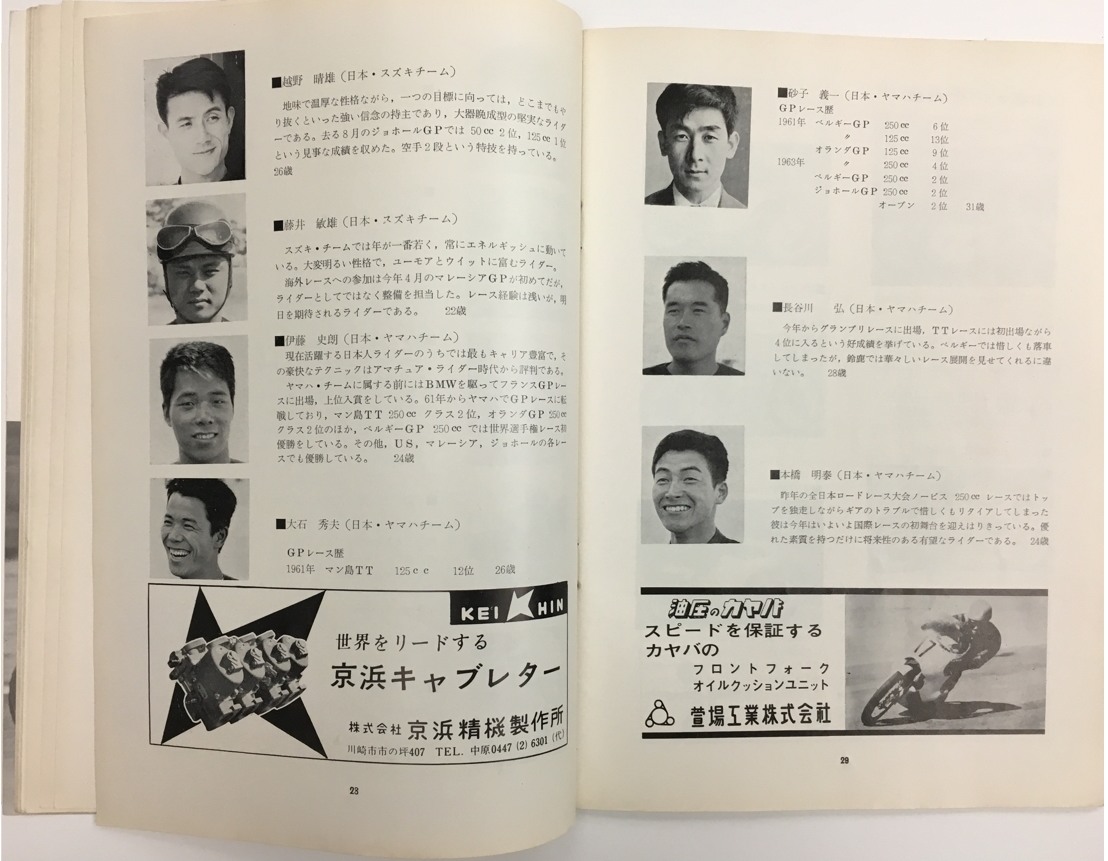 ■越野　晴雄（日本・スズキチーム）
地味で温厚な性格ながら，一つの目標に向っては，どこまでもや
り抜くといった強い信念の持主であり，大器晩成型の堅実なライダ
ーである。去る8月のジョホールGPでは 50cc 2位，125cc 1位
という見事な成績を収めた。空手2段という特技を持っている。
26歳
■藤井　敏雄（日本・スズキチーム）
スズキ・チームでは年が一番若く，常にエネルギッシュに動いて
いる。大変明るい性格で，ユーモアとウイットに富むライダー。
海外レースへの参加は今年4月のマレーシアGPが初めてだが，
ライダーとしてではなく整備を担当した。レース経験は浅いが，明
日を期待されるライダーである。　22歳
■伊藤　史朗（日本・ヤマハチーム）
現在活躍する日本人ライダーのうちでは最もキャリア豊富で，そ
の豪快なテクニックはアマチュア・ライダー時代から評判である。
ヤマハ・チームに属する前にはBMWを駆ってフランスGPレー
スに出場，上位入賞をしている。61年からヤマハでGPレースに転
戦しており，マン島TT 250cc クラス2位，オランダGP 250cc
クラス2位のほか，ベルギーGP 250cc では世界選手権レース初
優勝をしている。その他，US，マレーシア，ジョホールの各レー
スでも優勝している。　24歳
■大石　秀夫（日本・ヤマハチーム）
GPレース歴
1961年　マン島TT　125cc　12位　26歳
KEIHIN
世界をリードする
京浜キャブレター
株式会社 京浜精機製作所
川崎市市の坪407　TEL. 中原0447（2）6301（代）
28
■砂子　義一（日本・ヤマハチーム）
GPレース歴
1961年　ベルギーGP　250cc　6位
〃　125cc　13位
オランダGP　125cc　9位
1963年　〃　250cc　4位
ベルギーGP　250cc　2位
ジョホールGP　250cc　2位
オープン　2位　31歳
■長谷川　弘（日本・ヤマハチーム）
今年からグランプリレースに出場，TTレースには初出場ながら
4位に入るという好成績を挙げている。ベルギーでは惜しくも落車
してしまったが，鈴鹿では華々しいレース展開を見せてくれるに違
いない。　28歳
■本橋　明泰（日本・ヤマハチーム）
昨年の全日本ロードレース大会ノービス 250cc レースではトッ
プを独走しながらギアのトラブルで惜しくもリタイアしてしまった
彼は今年はいよいよ国際レースの初舞台を迎えはりきっている。優
れた素質を持つだけに将来性のある有望なライダーである。　24歳
油圧のカヤバ
スピードを保証する
カヤバの
フロントフォーク
オイルクッションユニット
萱場工業株式会社
29